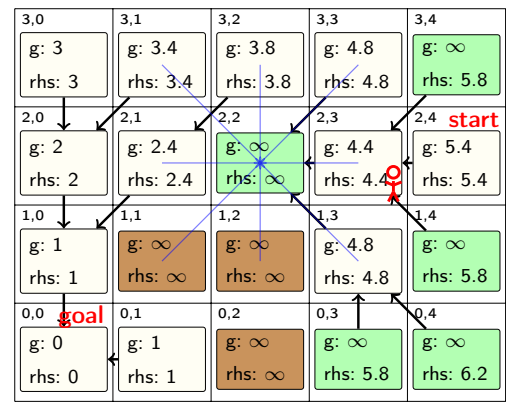 3,0 3,1 3,2 3,3 3,4
g: 3 g: 3.4 g: 3.8 g: 4.8 g: ∞
rhs: 3 rhs: 3.4 rhs: 3.8 rhs: 4.8 rhs: 5.8
2,0 2,1 2,2 2,3 2,4 start
g: 2 g: 2.4 g: ∞ g: 4.4 g: 5.4
rhs: 2 rhs: 2.4 rhs: ∞ rhs: 4.4 rhs: 5.4
1,0 1,1 1,2 1,3 1,4
g: 1 g: ∞ g: ∞ g: 4.8 g: ∞
rhs: 1 rhs: ∞ rhs: ∞ rhs: 4.8 rhs: 5.8
0,0 goal 0,1 0,2 0,3 0,4
g: 0 g: 1 g: ∞ g: ∞ g: ∞
rhs: 0 rhs: 1 rhs: ∞ rhs: 5.8 rhs: 6.2